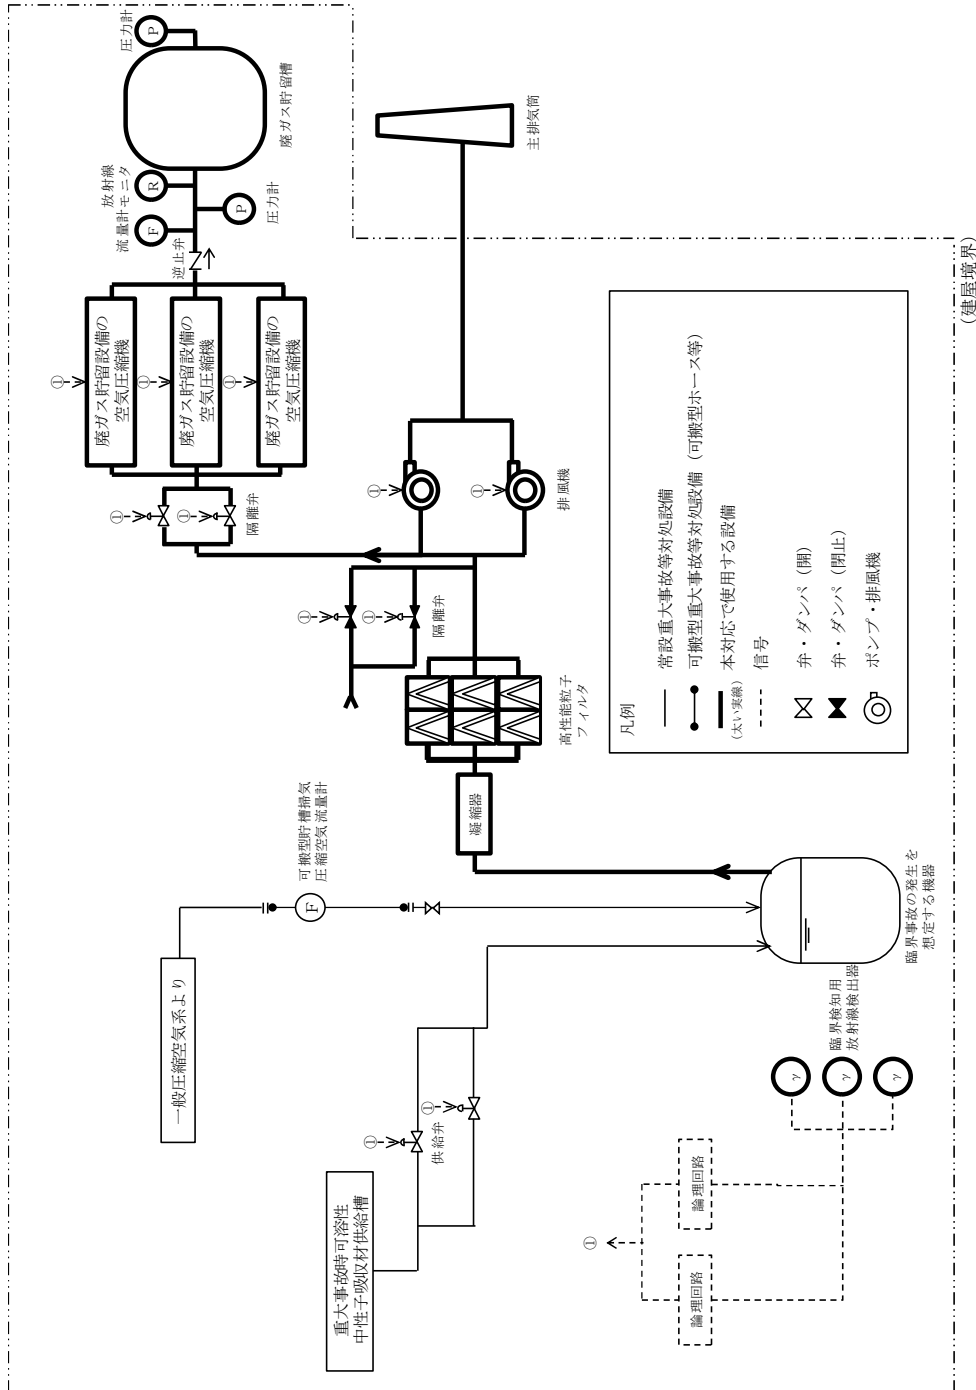 圧力計
P
廃ガス貯留槽
放射線
モニタ
R
流量計
F
P
圧力計
逆止弁
主排気筒
①
廃ガス貯留設備の
空気圧縮機
①
廃ガス貯留設備の
空気圧縮機
①
廃ガス貯留設備の
空気圧縮機
①
①
隔離弁
①
①
排風機
①
①
隔離弁
高性能粒子
フィルタ
凝縮器
可搬型貯槽掃気
圧縮空気流量計
F
一般圧縮空気系より
臨界事故の発生を
想定する機器
①
①
供給弁
重大事故時可溶性
中性子吸収材供給槽
臨界検知用
放射線検出器
γ
γ
γ
論理回路
論理回路
①
凡例
常設重大事故等対処設備
可搬型重大事故等対処設備（可搬型ホース等）
本対応で使用する設備
(太い実線)
信号
弁・ダンパ（開）
弁・ダンパ（閉止）
ポンプ・排風機
(建屋境界)